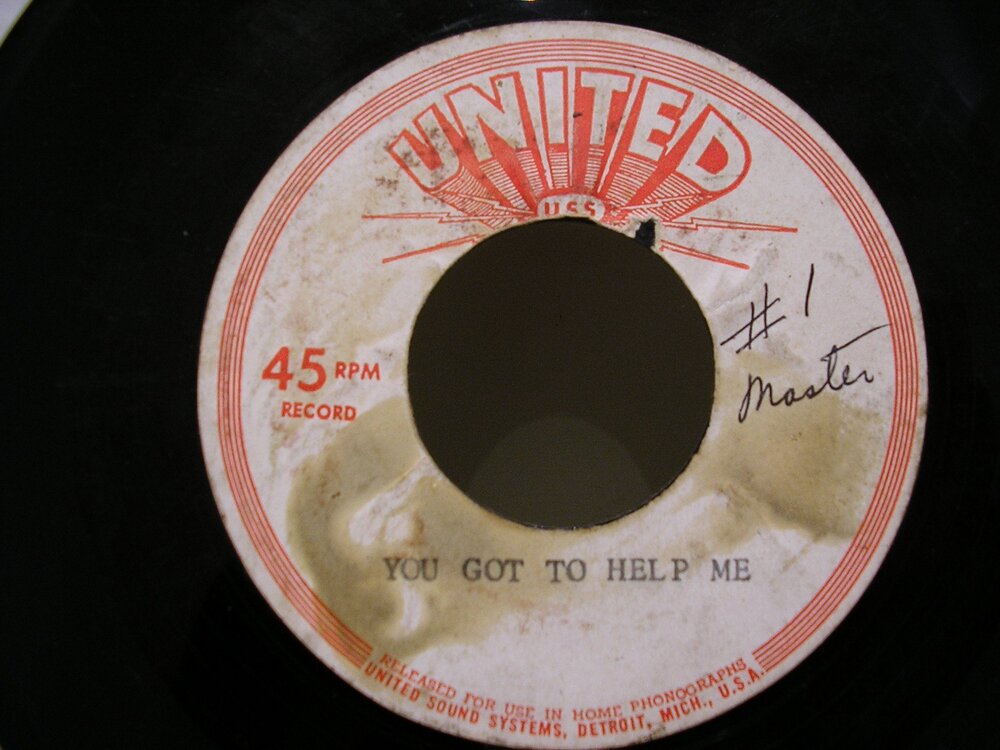 UNITED
USS
#1
Master
45 RPM
RECORD
YOU GOT TO HELP ME
RELEASED FOR USE IN HOME PHONOGRAPHS
UNITED SOUND SYSTEMS, DETROIT, MICH., U.S.A.